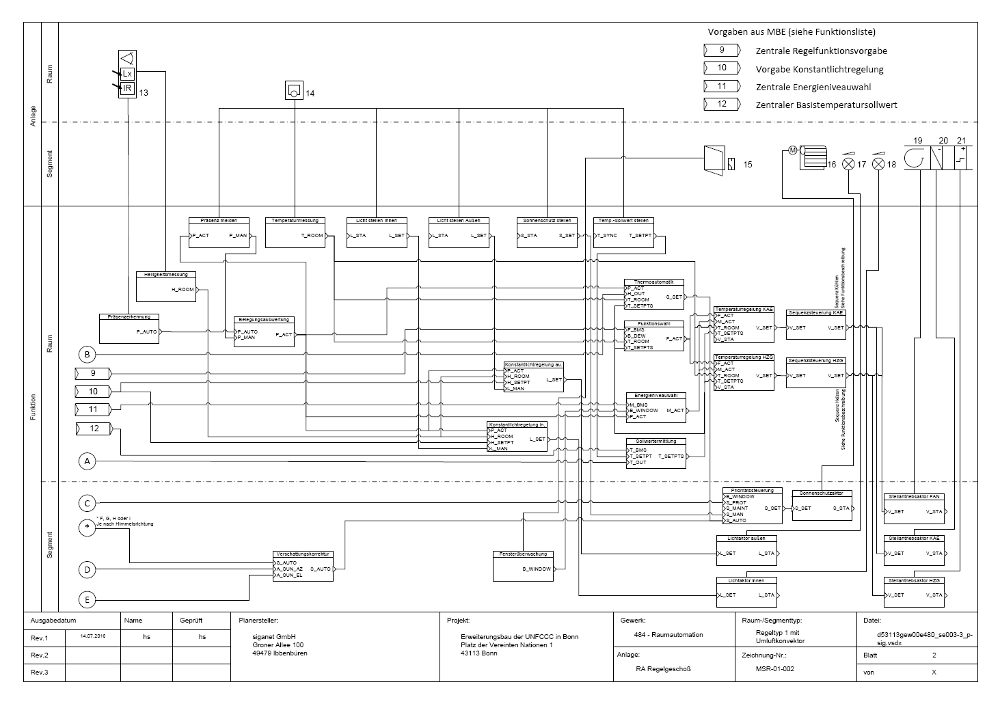 Vorgaben aus MBE (siehe Funktionsliste)
9 Zentrale Regelfunktionsvorgabe
10 Vorgabe Konstantlichtregelung
11 Zentrale Energieniveauwahl
12 Zentraler Basistemperatursollwert
Anlage
Raum
Segment
Funktion
Raum
Segment
Lx
IR
13
14
15
M
16
17
18
19
20
21
Präsenz melden
P_ACT P_MAN
Temperaturmessung
T_ROOM
Licht stellen Innen
L_STA L_SET
Licht stellen Außen
L_STA L_SET
Sonnenschutz stellen
S_STA S_SET
Temp.-Sollwert stellen
T_SYNC T_SETPT
Helligkeitsmessung
H_ROOM
Präsenzerkennung
P_AUTO
Belegungsauswertung
P_AUTO
P_MAN
P_ACT
Thermoautomatik
P_ACT
H_OUT
T_ROOM
T_SETPTS
S_SET
Funktionswahl
F_BMS
B_DEW
T_ROOM
T_SETPTS
F_ACT
Temperaturregelung KAE
F_ACT
M_ACT
T_ROOM
T_SETPTS
V_STA
V_SET
Sequenzsteuerung KAE
V_SET V_SET
Sequenz Kühlen
Siehe Funktionsbeschreibung
Temperaturregelung HZG
F_ACT
M_ACT
T_ROOM
T_SETPTS
V_STA
V_SET
Sequenzsteuerung HZG
V_SET V_SET
Sequenz Heizen
Siehe Funktionsbeschreibung
Konstantlichtregelung au.
P_ACT
H_ROOM
H_SETPT
L_MAN
L_SET
Energieniveauwahl
M_BMS
B_WINDOW
P_ACT
M_ACT
Konstantlichtregelung in.
P_ACT
H_ROOM
H_SETPT
L_MAN
L_SET
Sollwertermittlung
T_BMS
T_SETPT
T_OUT
T_SETPTS
B
9
10
11
12
A
C
*
* F, G, H oder I
Je nach Himmelsrichtung
D
E
Verschattungskorrektur
S_AUTO
A_SUN_AZ
A_SUN_EL
S_AUTO
Fensterüberwachung
B_WINDOW
Prioritätssteuerung
B_WINDOW
S_PROT
S_MAINT
S_MAN
S_AUTO
S_SET
Sonnenschutzaktor
S_SET S_STA
Lichtaktor außen
L_SET L_STA
Lichtaktor Innen
L_SET L_STA
Stellantriebsaktor FAN
V_SET V_STA
Stellantriebsaktor KAE
V_SET V_STA
Stellantriebsaktor HZG
V_SET V_STA
Ausgabedatum Name Geprüft
Rev.1 14.07.2016 hs hs
Rev.2
Rev.3
Planersteller:
siganet GmbH
Groner Allee 100
49479 Ibbenbüren
Projekt:
Erweiterungsbau der UNFCCC in Bonn
Platz der Vereinten Nationen 1
43113 Bonn
Gewerk:
484 - Raumautomation
Anlage:
RA Regelgeschoß
Raum-/Segmenttyp:
Regeltyp 1 mit
Umluftkonvektor
Zeichnung-Nr.:
MSR-01-002
Datei:
d53113gew00e480_se003-3_p-
sig.vsdx
Blatt 2
von X